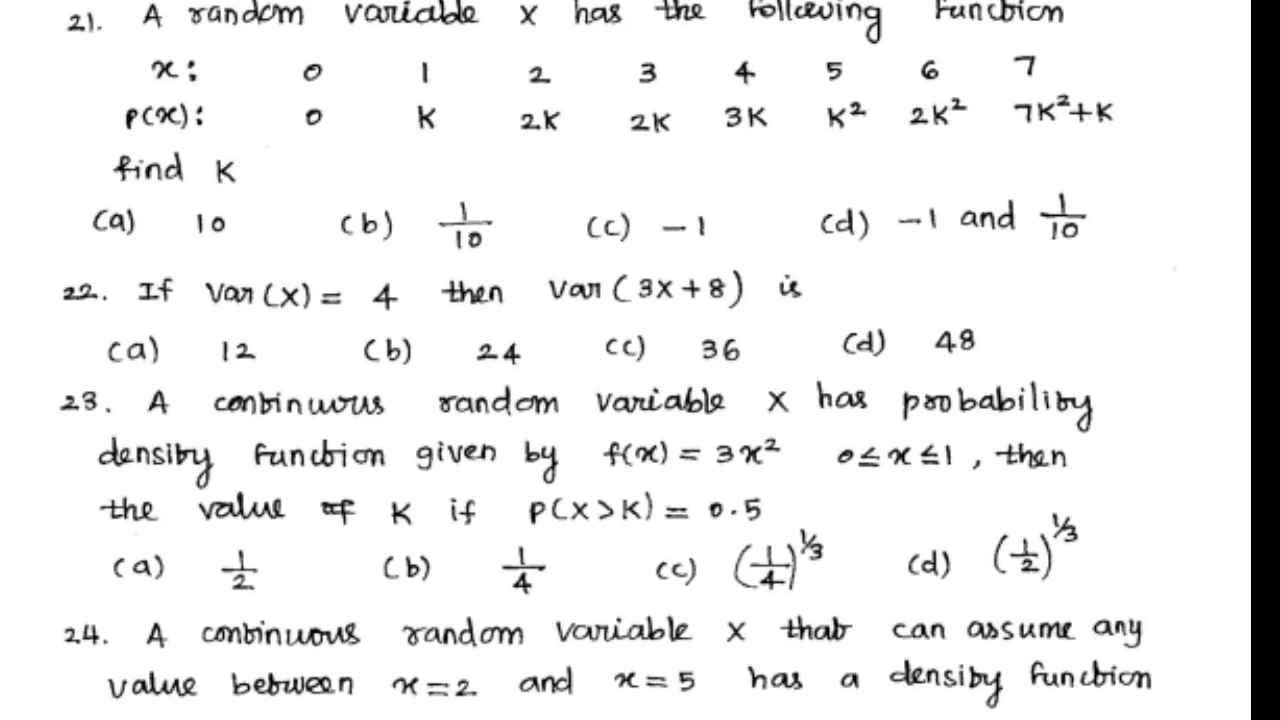 21. A random variable X has the following function
x: 0 1 2 3 4 5 6 7
P(x): 0 K 2K 2K 3K K² 2K² 7K²+K
find K
(a) 10 (b) 1/10 (c) -1 (d) -1 and 1/10
22. If Var(X) = 4 then Var(3X+8) is
(a) 12 (b) 24 (c) 36 (d) 48
23. A continuous random variable X has probability
density function given by f(x) = 3x² 0≤x≤1, then
the value of K if P(X>K) = 0.5
(a) 1/2 (b) 1/4 (c) (1/4)^1/3 (d) (1/2)^1/3
24. A continuous random variable X that can assume any
value between x=2 and x=5 has a density function